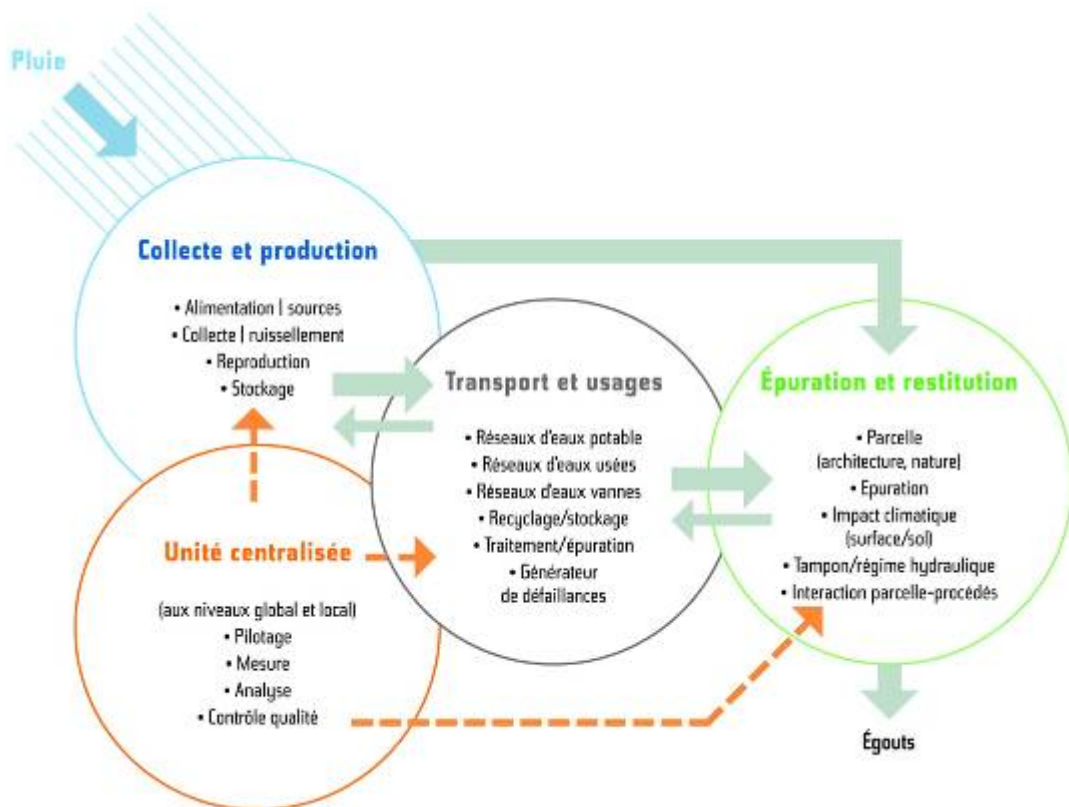 Pluie
Collecte et production
• Alimentation | sources
• Collecte | ruissellement
• Reproduction
• Stockage
Transport et usages
• Réseaux d'eaux potable
• Réseaux d'eaux usées
• Réseaux d'eaux vannes
• Recyclage/stockage
• Traitement/épuration
• Générateur
de défaillances
Épuration et restitution
• Parcelle
(architecture, nature)
• Epuration
• Impact climatique
(surface/sol)
• Tampon/régime hydraulique
• Interaction parcelle-procédés
Unité centralisée
(aux niveaux global et local)
• Pilotage
• Mesure
• Analyse
• Contrôle qualité
Égouts